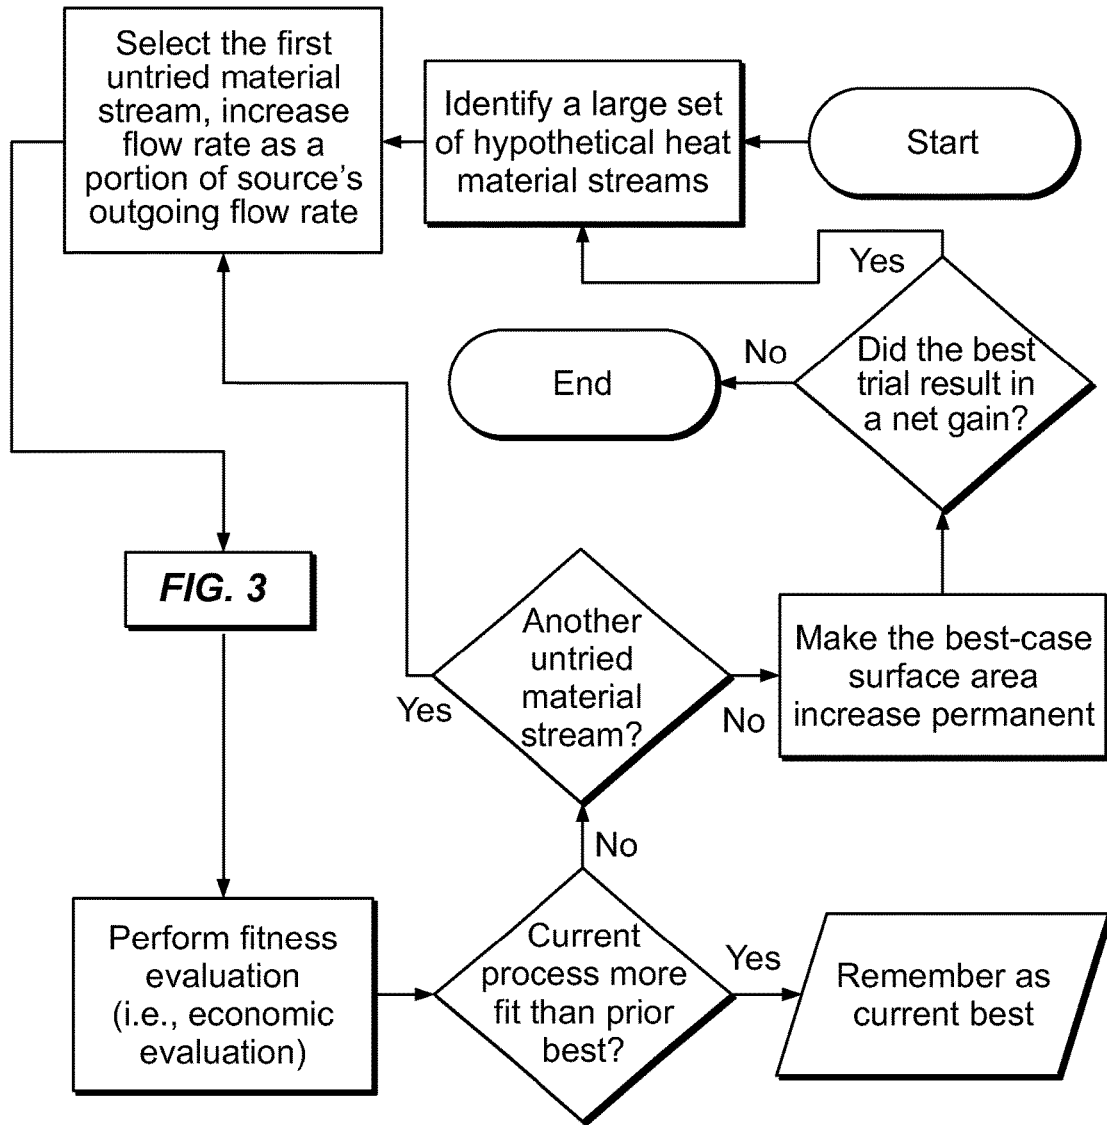 Select the first
untried material
stream, increase
flow rate as a
portion of source's
outgoing flow rate
Identify a large set
of hypothetical heat
material streams
Start
Yes
Did the best
trial result in
a net gain?
No
End
FIG. 3
Another
untried
material
stream?
Yes
No
Make the best-case
surface area
increase permanent
No
Perform fitness
evaluation
(i.e., economic
evaluation)
Current
process more
fit than prior
best?
Yes
Remember as
current best